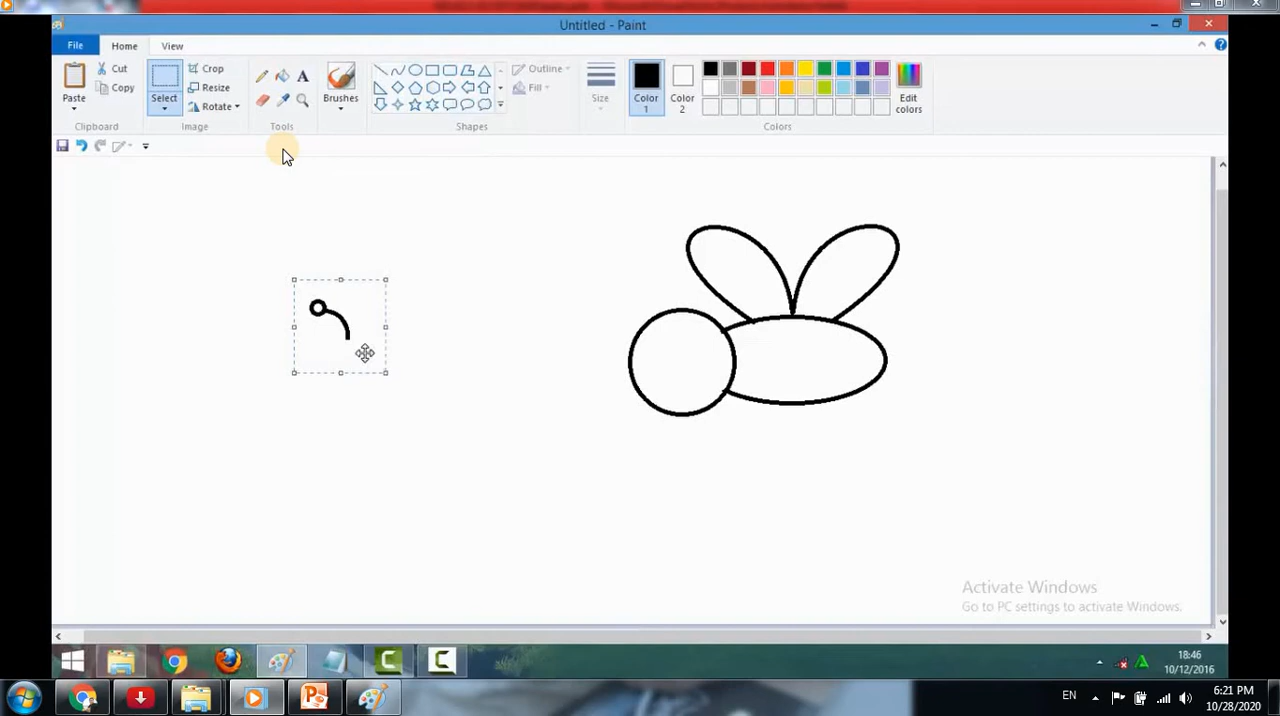 Untitled - Paint
File Home View
Cut
Copy
Paste
Crop
Resize
Rotate
Select
Brushes
Outline
Fill
Size
Color 1
Color 2
Edit colors
Clipboard Image Tools Shapes Colors
Activate Windows
Go to PC settings to activate Windows.
18:46
10/12/2016
EN
6:21 PM
10/28/2020